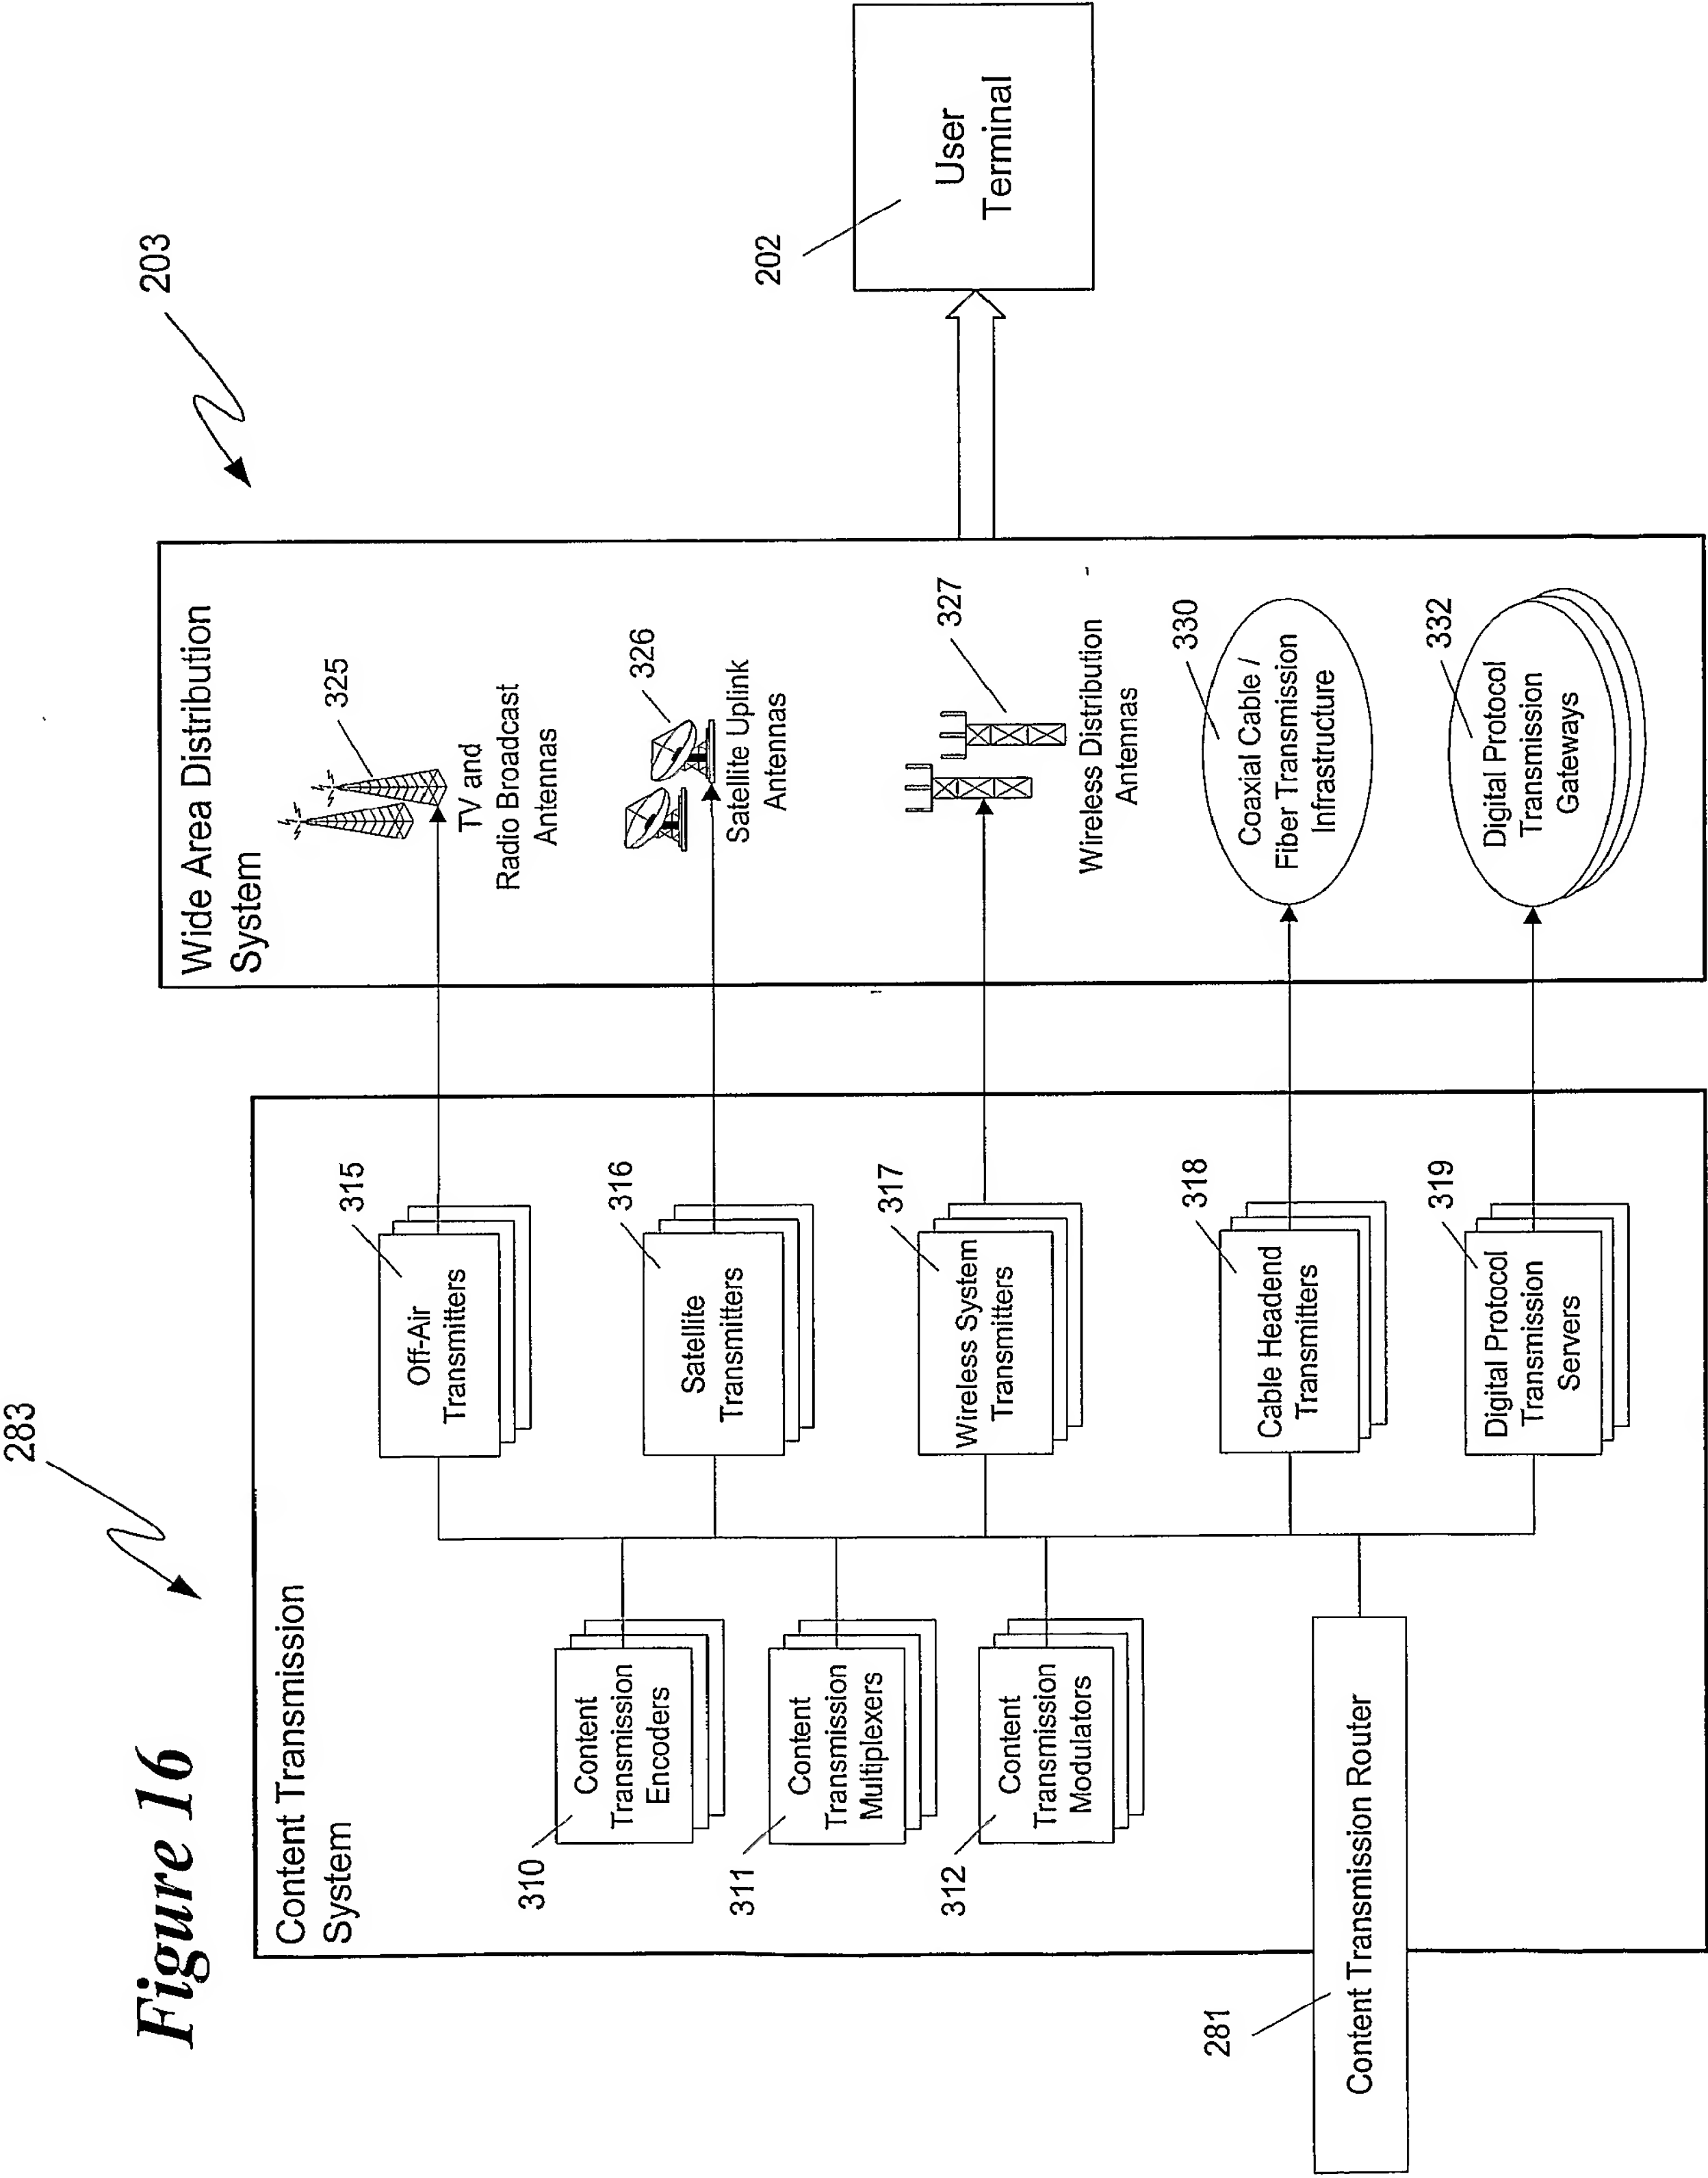 Figure 16
283
203
Content Transmission
System
310
Content
Transmission
Encoders
311
Content
Transmission
Multiplexers
312
Content
Transmission
Modulators
281
Content Transmission Router
315
Off-Air
Transmitters
316
Satellite
Transmitters
317
Wireless System
Transmitters
318
Cable Headend
Transmitters
319
Digital Protocol
Transmission
Servers
Wide Area Distribution
System
325
TV and
Radio Broadcast
Antennas
326
Satellite Uplink
Antennas
327
Wireless Distribution
Antennas
330
Coaxial Cable /
Fiber Transmission
Infrastructure
332
Digital Protocol
Transmission
Gateways
202
User
Terminal